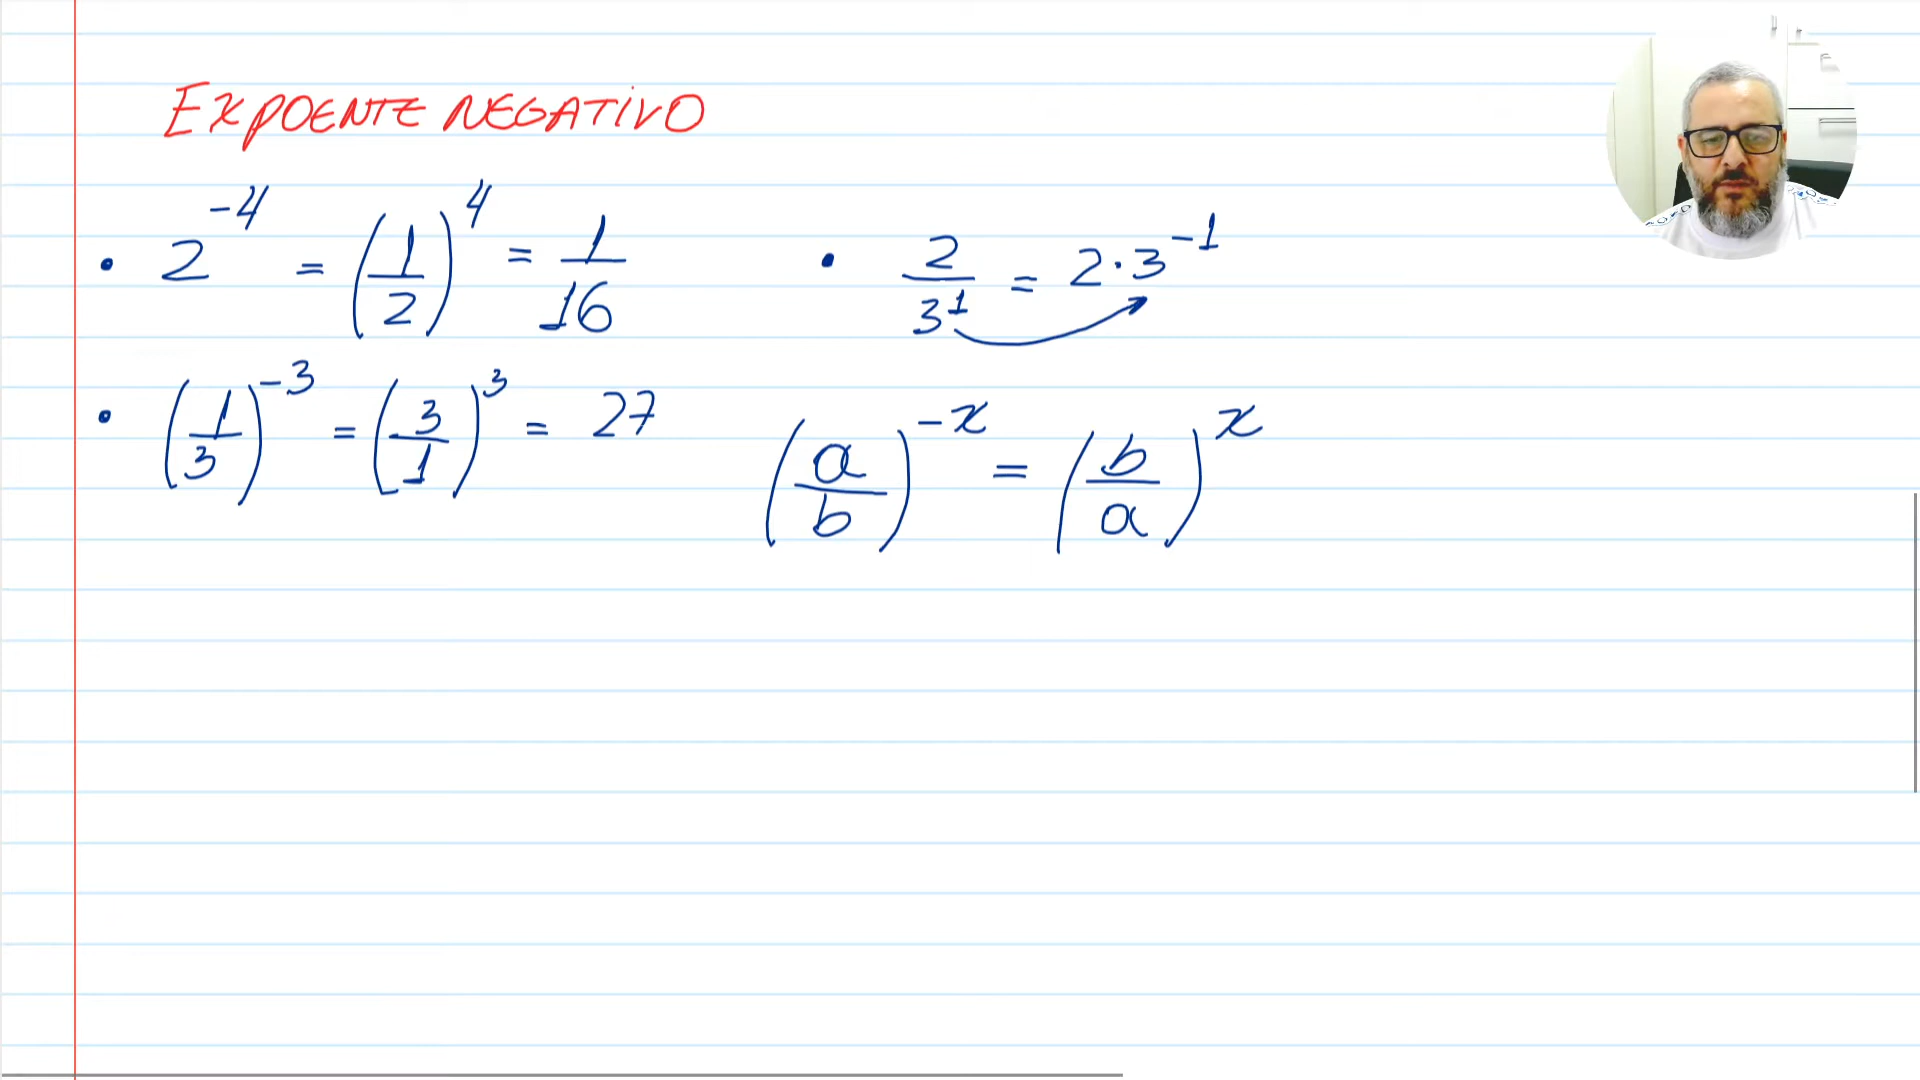 EXPOENTE NEGATIVO
• 2^-4 = (1/2)^4 = 1/16
• 2/3^1 = 2·3^-1
• (1/3)^-3 = (3/1)^3 = 27
(a/b)^-x = (b/a)^x